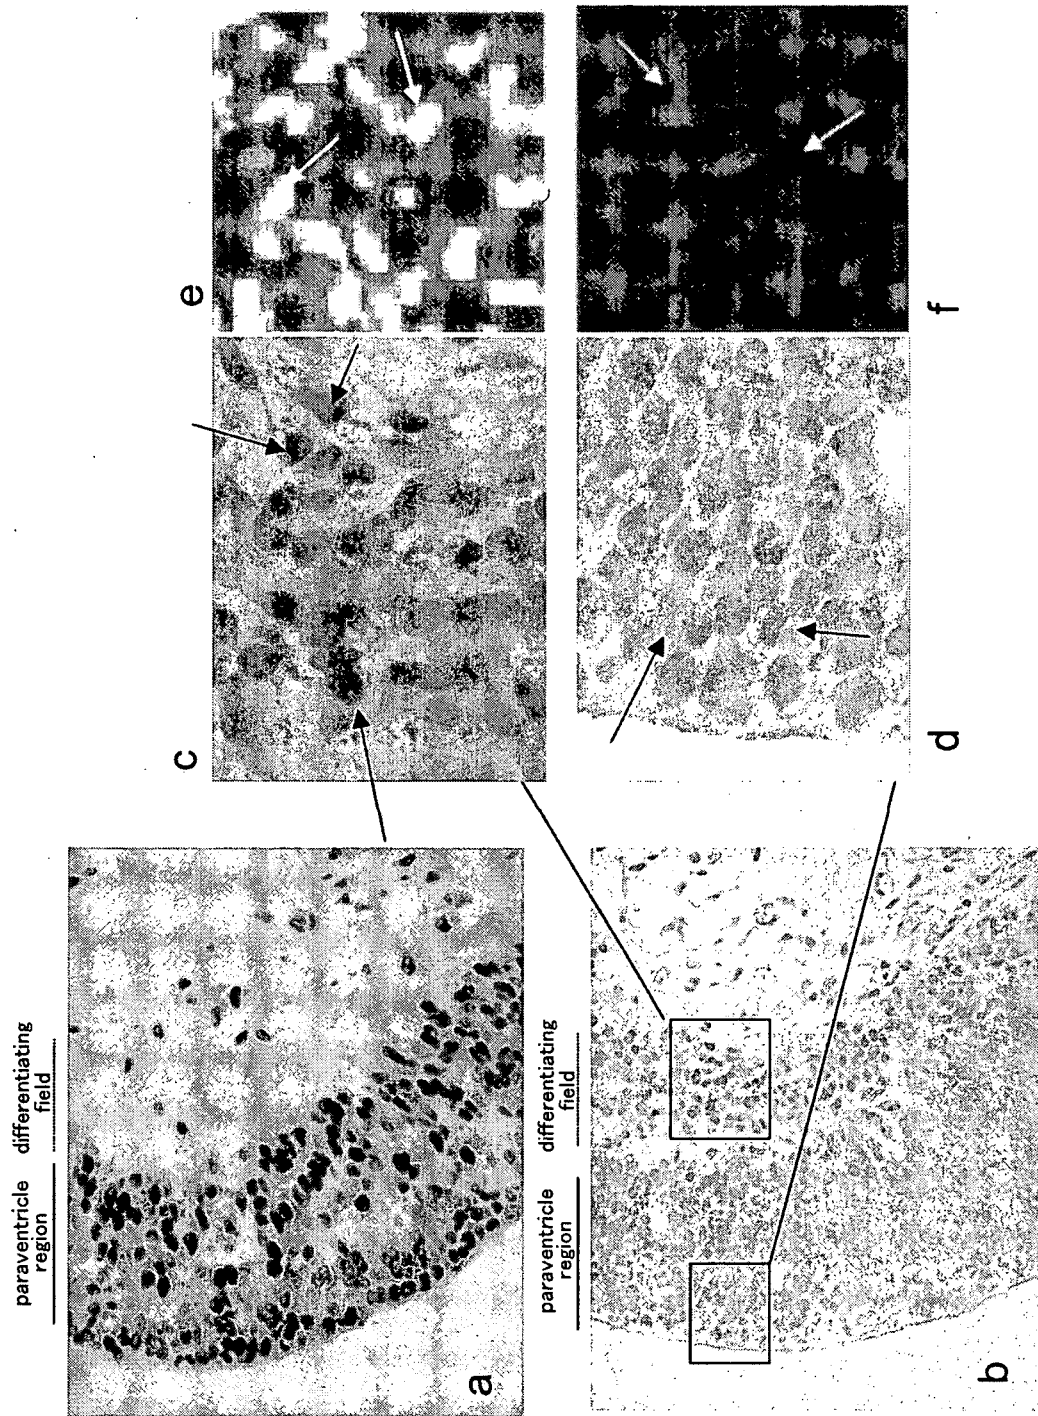 a
paraventricle
region
differentiating
field
b
paraventricle
region
differentiating
field
c
d
e
f